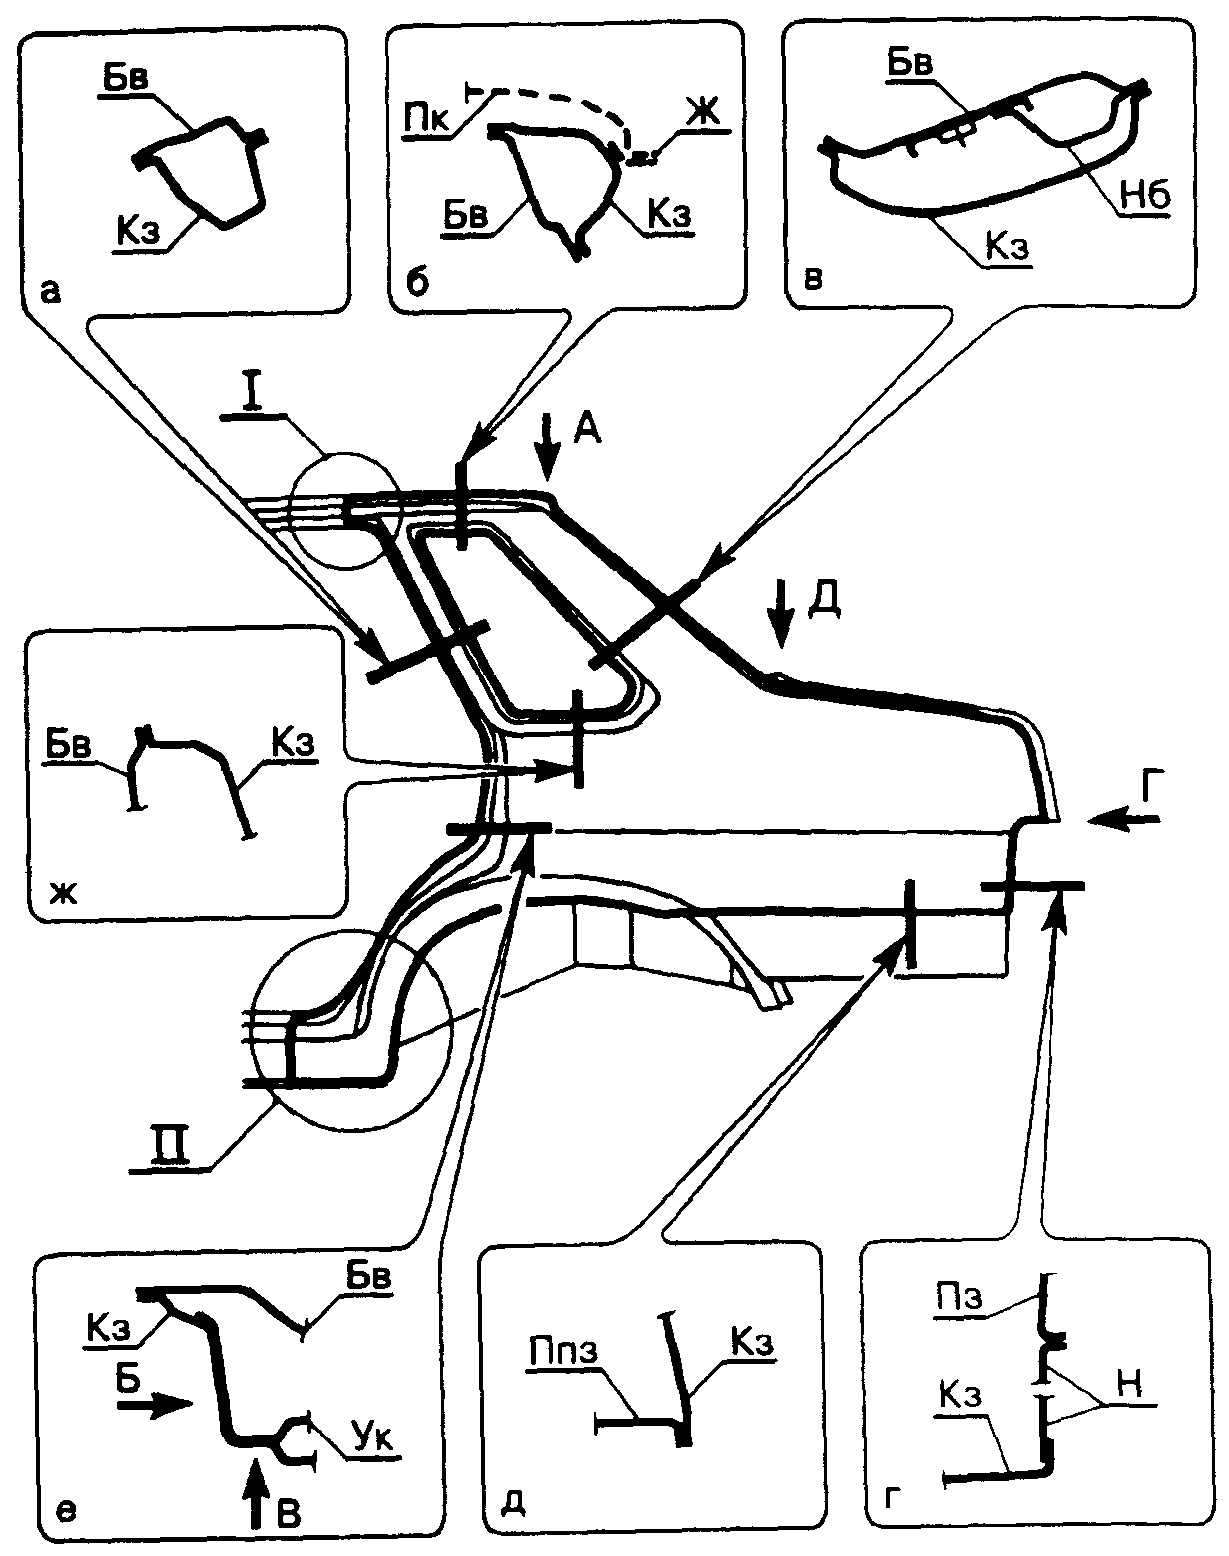 Бв
Кз
а
Пк
Ж
Бв
Кз
б
Бв
Нб
Кз
в
I
А
Д
Бв
Кз
ж
Г
II
Бв
Кз
Б
Ук
В
е
Ппз
Кз
д
Пз
Кз
Н
г